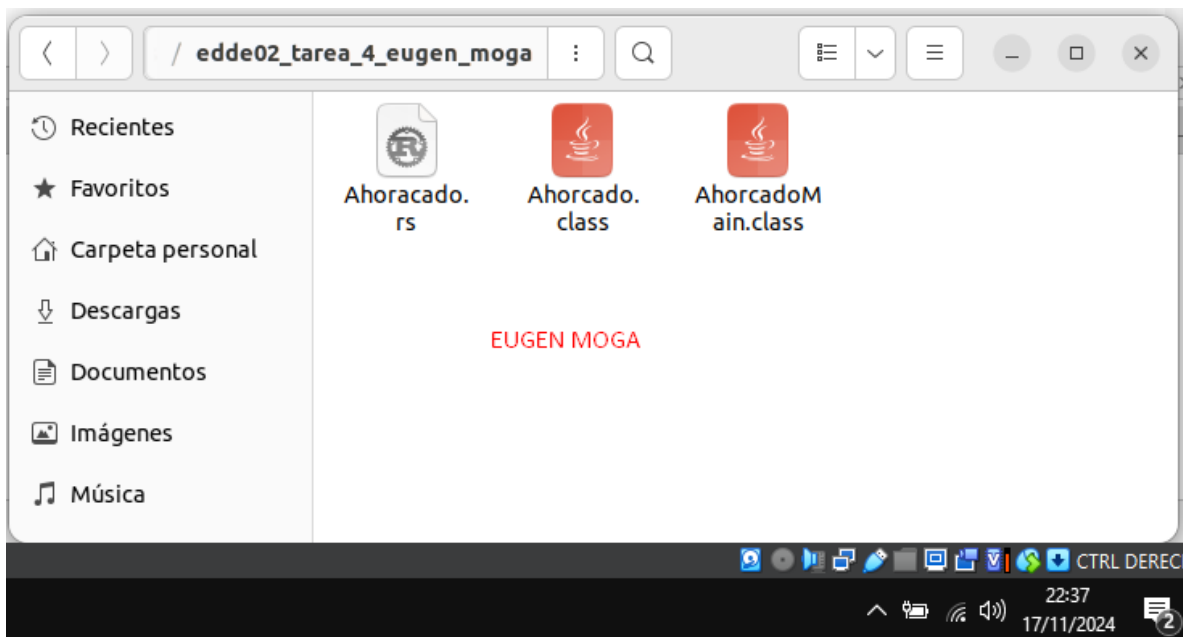 / edde02_tarea_4_eugen_moga
Recientes
Favoritos
Carpeta personal
Descargas
Documentos
Imágenes
Música
Ahoracado.
rs
Ahorcado.
class
AhorcadoM
ain.class
EUGEN MOGA
CTRL DEREC
22:37
17/11/2024
2